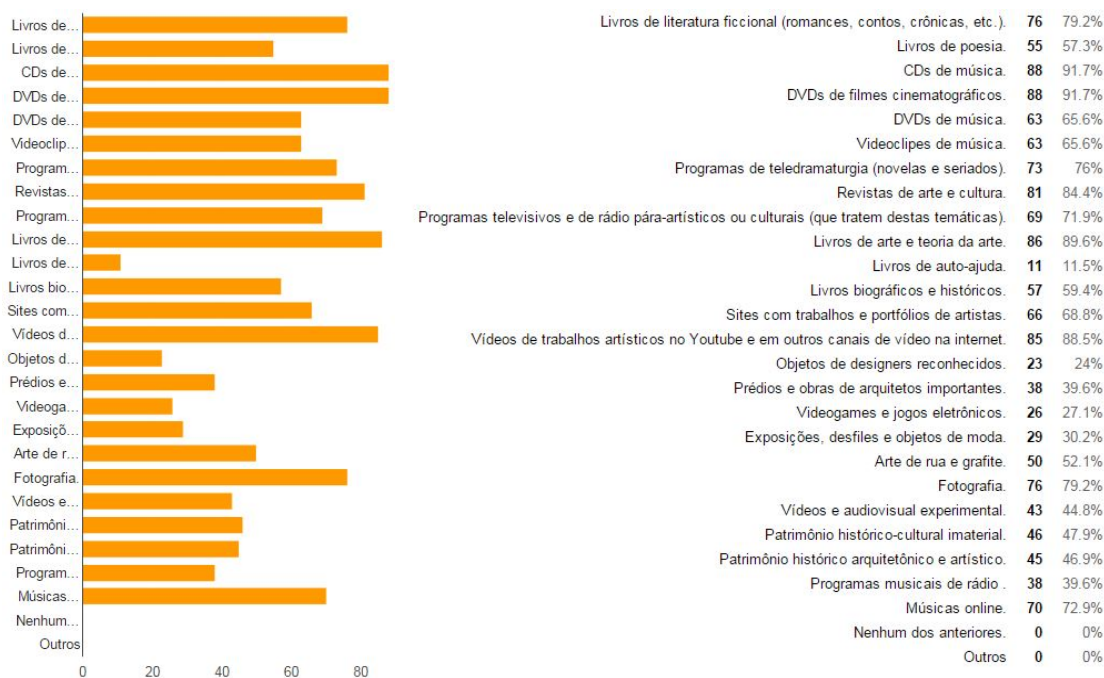 Livros de... Livros de literatura ficcional (romances, contos, crônicas, etc.). 76 79.2%
Livros de... Livros de poesia. 55 57.3%
CDs de... CDs de música. 88 91.7%
DVDs de... DVDs de filmes cinematográficos. 88 91.7%
DVDs de... DVDs de música. 63 65.6%
Videoclip... Videoclipes de música. 63 65.6%
Program... Programas de teledramaturgia (novelas e seriados). 73 76%
Revistas... Revistas de arte e cultura. 81 84.4%
Program... Programas televisivos e de rádio pára-artísticos ou culturais (que tratem destas temáticas). 69 71.9%
Livros de... Livros de arte e teoria da arte. 86 89.6%
Livros de... Livros de auto-ajuda. 11 11.5%
Livros bio... Livros biográficos e históricos. 57 59.4%
Sites com... Sites com trabalhos e portfólios de artistas. 66 68.8%
Vídeos d... Vídeos de trabalhos artísticos no Youtube e em outros canais de vídeo na internet. 85 88.5%
Objetos d... Objetos de designers reconhecidos. 23 24%
Prédios e... Prédios e obras de arquitetos importantes. 38 39.6%
Videoga... Videogames e jogos eletrônicos. 26 27.1%
Exposiçõ... Exposições, desfiles e objetos de moda. 29 30.2%
Arte de r... Arte de rua e grafite. 50 52.1%
Fotografia. Fotografia. 76 79.2%
Vídeos e... Vídeos e audiovisual experimental. 43 44.8%
Patrimôni... Patrimônio histórico-cultural imaterial. 46 47.9%
Patrimôni... Patrimônio histórico arquitetônico e artístico. 45 46.9%
Program... Programas musicais de rádio . 38 39.6%
Músicas... Músicas online. 70 72.9%
Nenhum... Nenhum dos anteriores. 0 0%
Outros Outros 0 0%
0 20 40 60 80